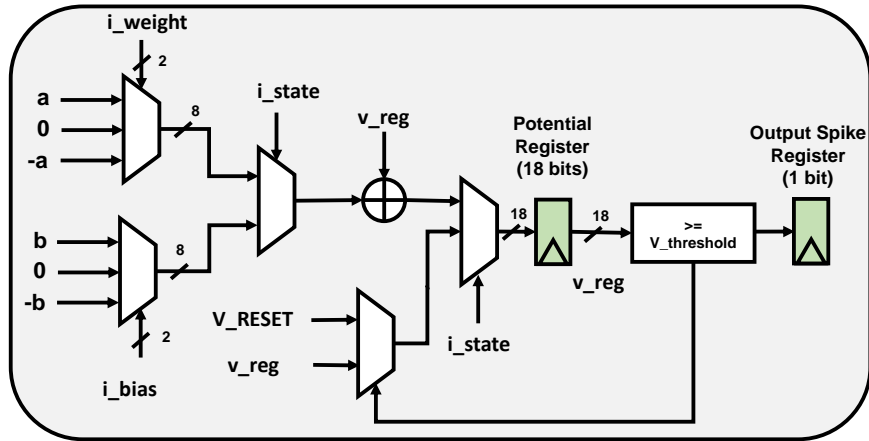 i_weight
2
a
0
-a
8
i_state
v_reg
Potential
Register
(18 bits)
Output Spike
Register
(1 bit)
b
0
-b
8
18
18
>=
V_threshold
v_reg
V_RESET
v_reg
i_state
2
i_bias